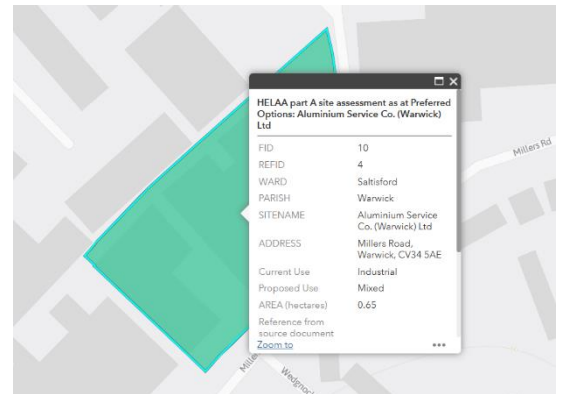 HELAA part A site assessment as at Preferred
Options: Aluminium Service Co. (Warwick)
Ltd
FID 10
REFID 4
WARD Saltisford
PARISH Warwick
SITENAME Aluminium Service
Co. (Warwick) Ltd
ADDRESS Millers Road,
Warwick, CV34 5AE
Current Use Industrial
Proposed Use Mixed
AREA (hectares) 0.65
Reference from
source document
Zoom to
Millers Rd
Mille
Wedgnoc